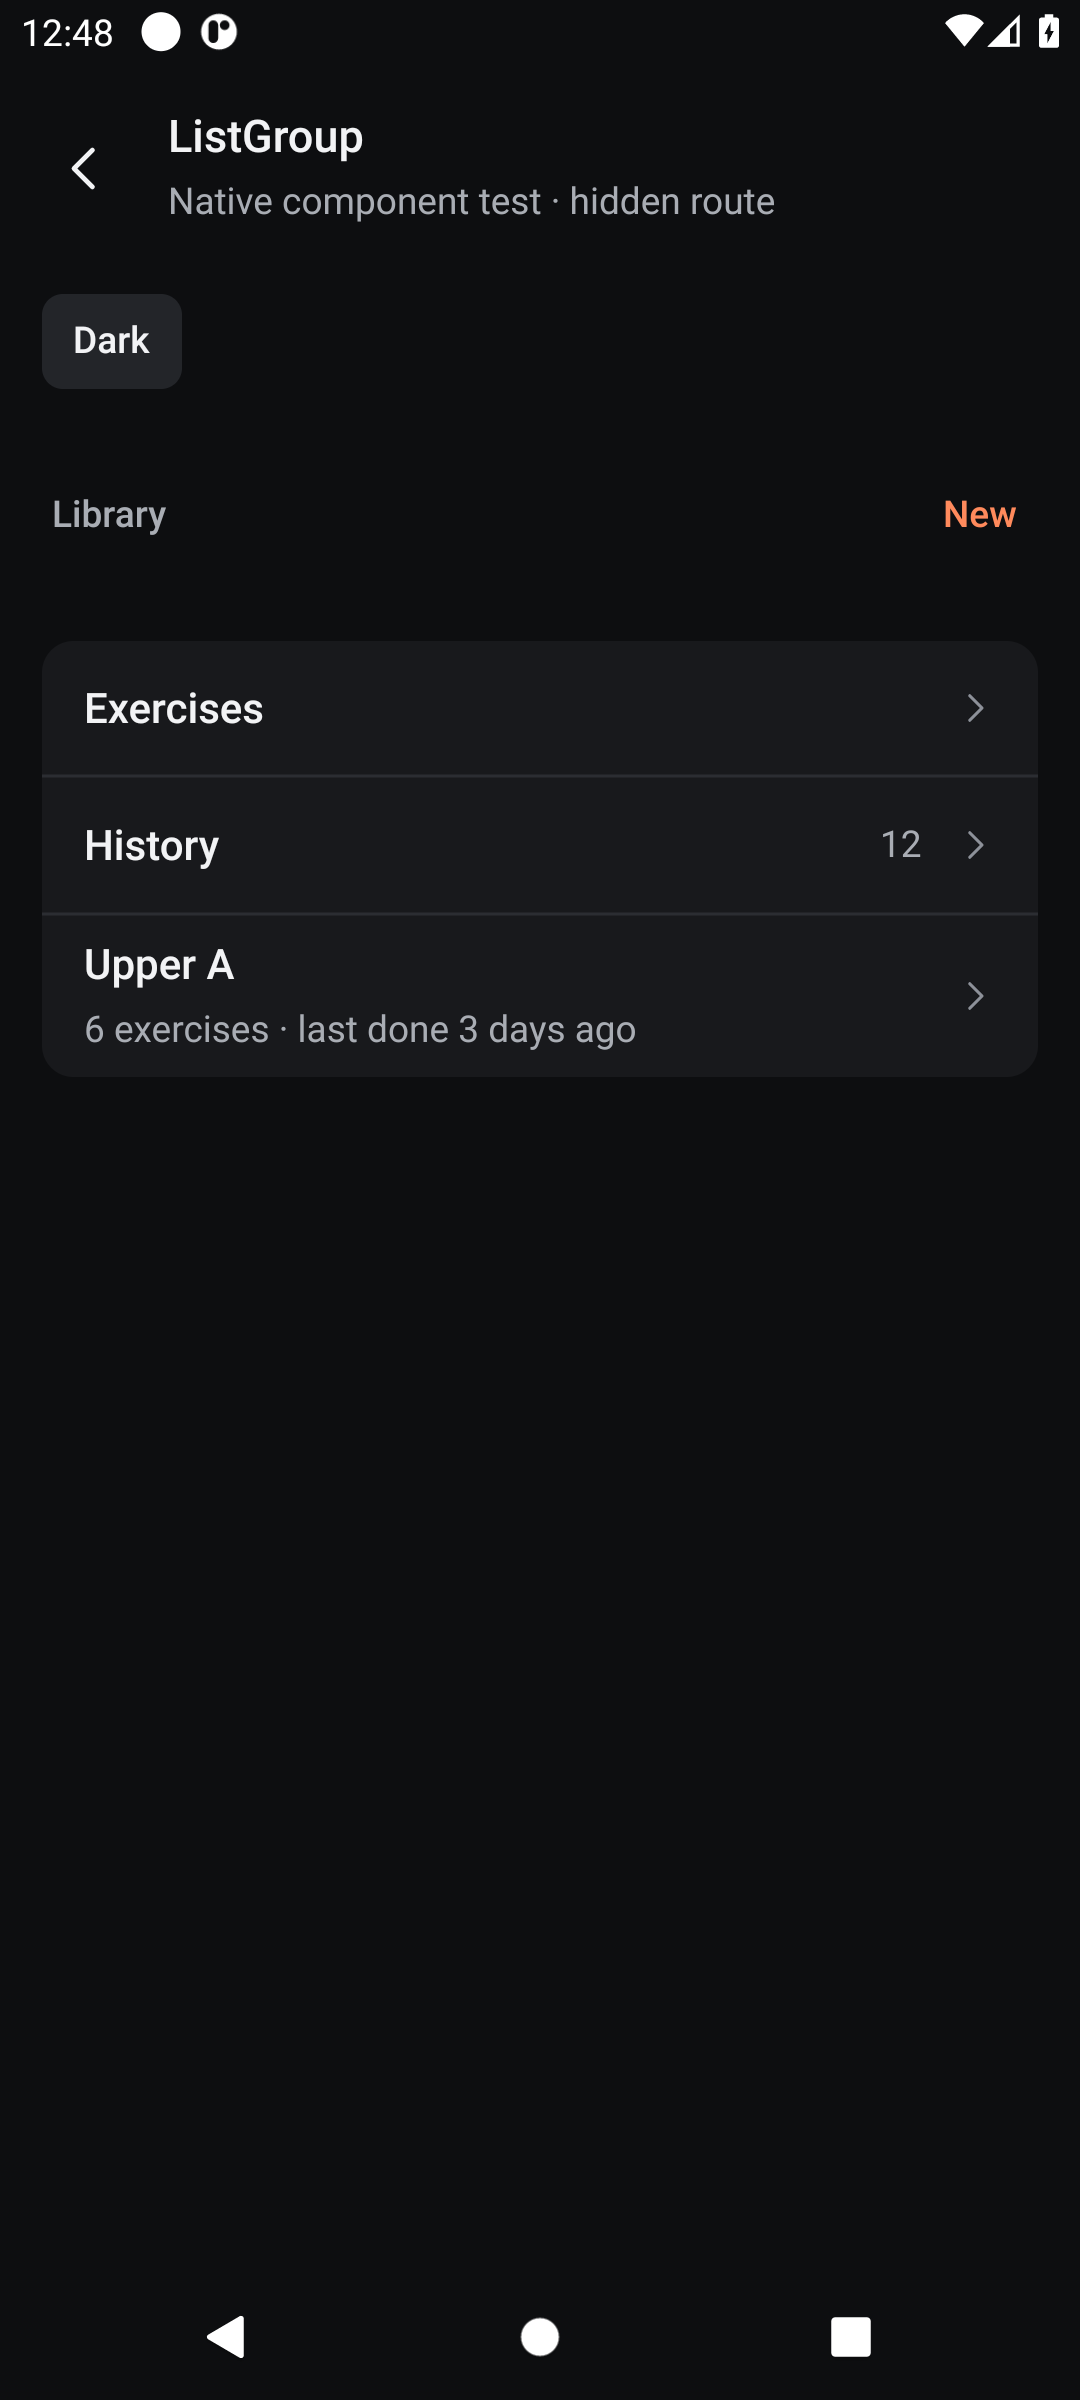 12:48
ListGroup
Native component test · hidden route
Dark
Library New
Exercises
History 12
Upper A
6 exercises · last done 3 days ago